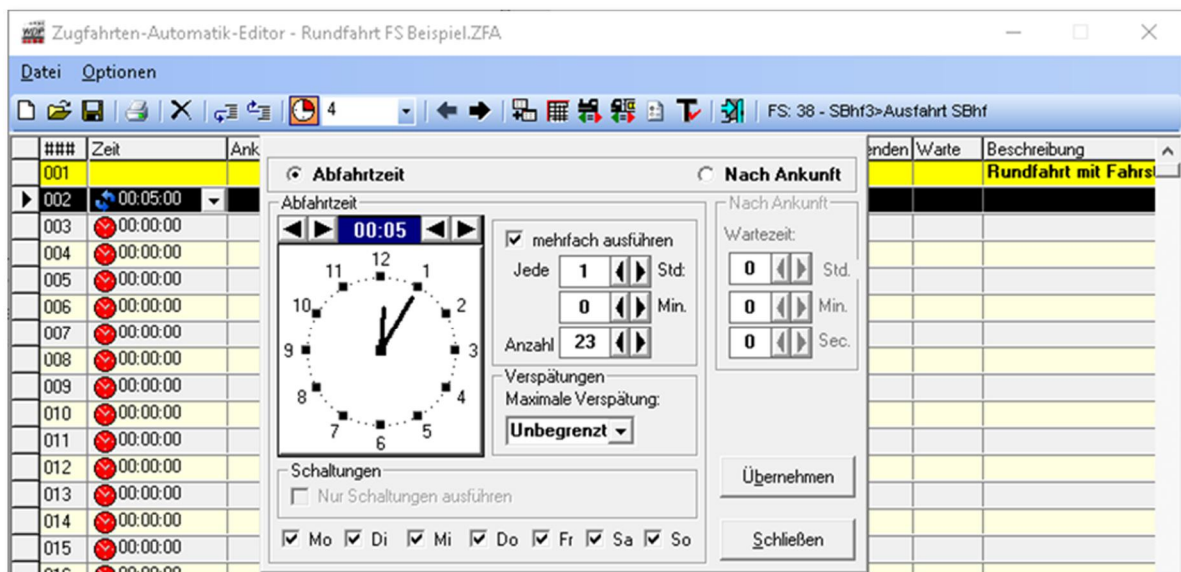 WDP Zugfahrten-Automatik-Editor - Rundfahrt FS Beispiel.ZFA
Datei Optionen
4 FS: 38 - SBhf3>Ausfahrt SBhf
### Zeit Ank enden Warte Beschreibung
001 Rundfahrt mit Fahrs
002 00:05:00
003 00:00:00
004 00:00:00
005 00:00:00
006 00:00:00
007 00:00:00
008 00:00:00
009 00:00:00
010 00:00:00
011 00:00:00
012 00:00:00
013 00:00:00
014 00:00:00
015 00:00:00
Abfahrtzeit Nach Ankunft
Abfahrtzeit
00:05
12
1
2
3
4
5
6
7
8
9
10
11
mehrfach ausführen
Jede 1 Std:
0 Min.
Anzahl 23
Verspätungen
Maximale Verspätung:
Unbegrenzt
Nach Ankunft
Wartezeit:
0 Std.
0 Min.
0 Sec.
Schaltungen
Nur Schaltungen ausführen
Mo Di Mi Do Fr Sa So
Übernehmen
Schließen